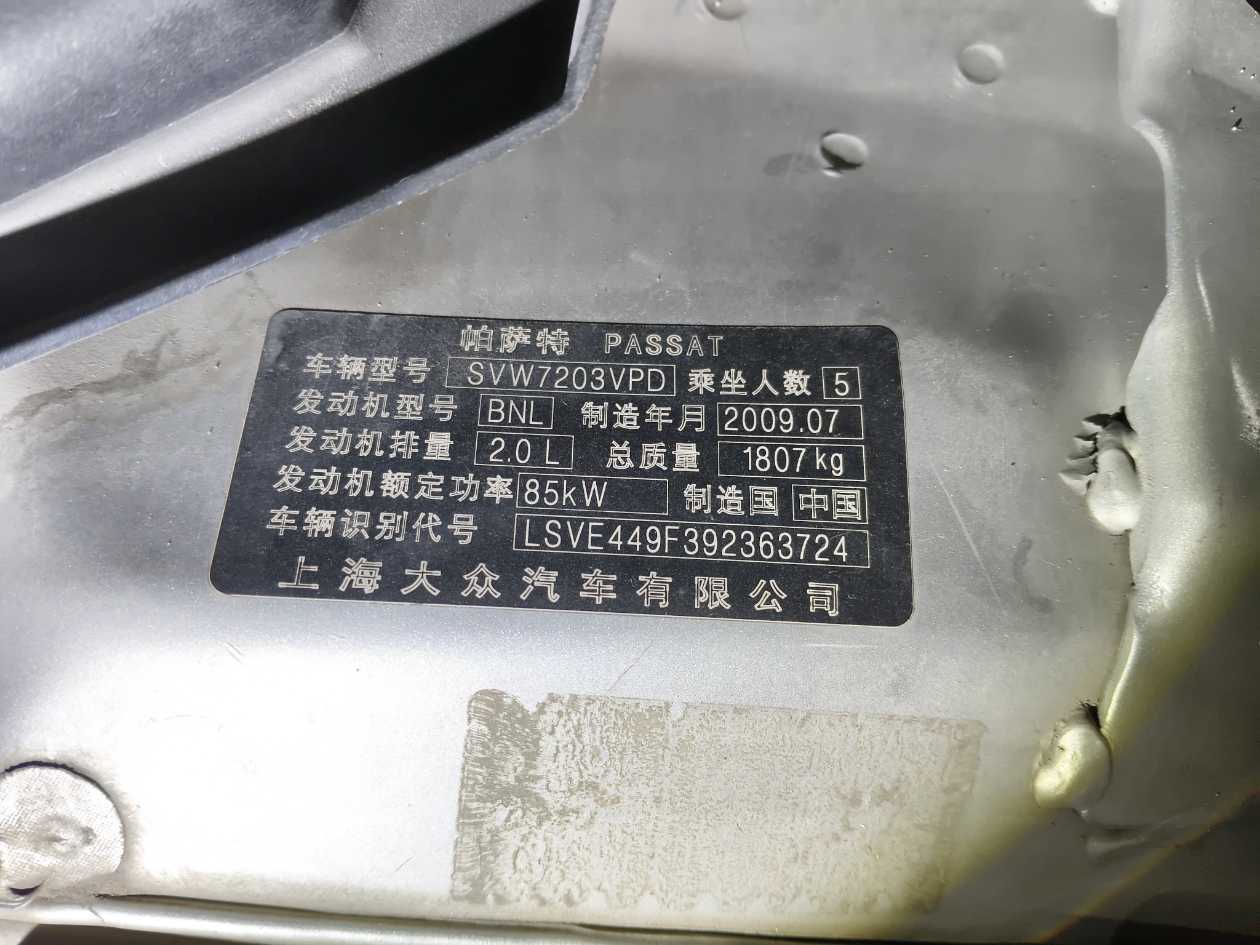 帕萨特 PASSAT
车辆型号 SVW7203VPD 乘坐人数 5
发动机型号 BNL 制造年月 2009.07
发动机排量 2.0 L 总质量 1807kg
发动机额定功率 85kW 制造国 中国
车辆识别代号 LSVE449F392363724
上海大众汽车有限公司